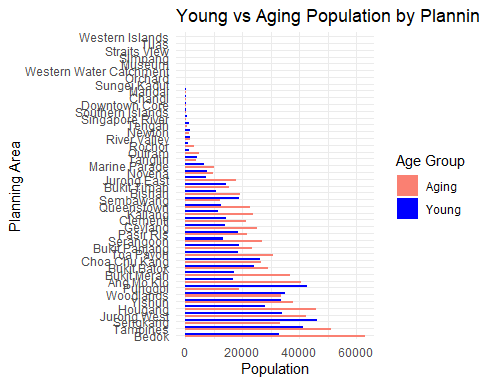 Young vs Aging Population by Plannin
Western Islands
Tuas
Straits View
Simpang
Museum
Western Water Catchment
Orchard
Sungei Kadut
Mandai
Changi
Downtown Core
Southern Islands
Singapore River
Tengah
Newton
River Valley
Rochor
Outram
Tanglin
Marine Parade
Novena
Jurong East
Bukit Timah
Bishan
Sembawang
Queenstown
Kallang
Clementi
Geylang
Pasir Ris
Serangoon
Bukit Panjang
Toa Payoh
Choa Chu Kang
Bukit Batok
Bukit Merah
Ang Mo Kio
Punggol
Woodlands
Yishun
Hougang
Jurong West
Sengkang
Tampines
Bedok
Planning Area
0
20000
40000
60000
Population
Age Group
Aging
Young